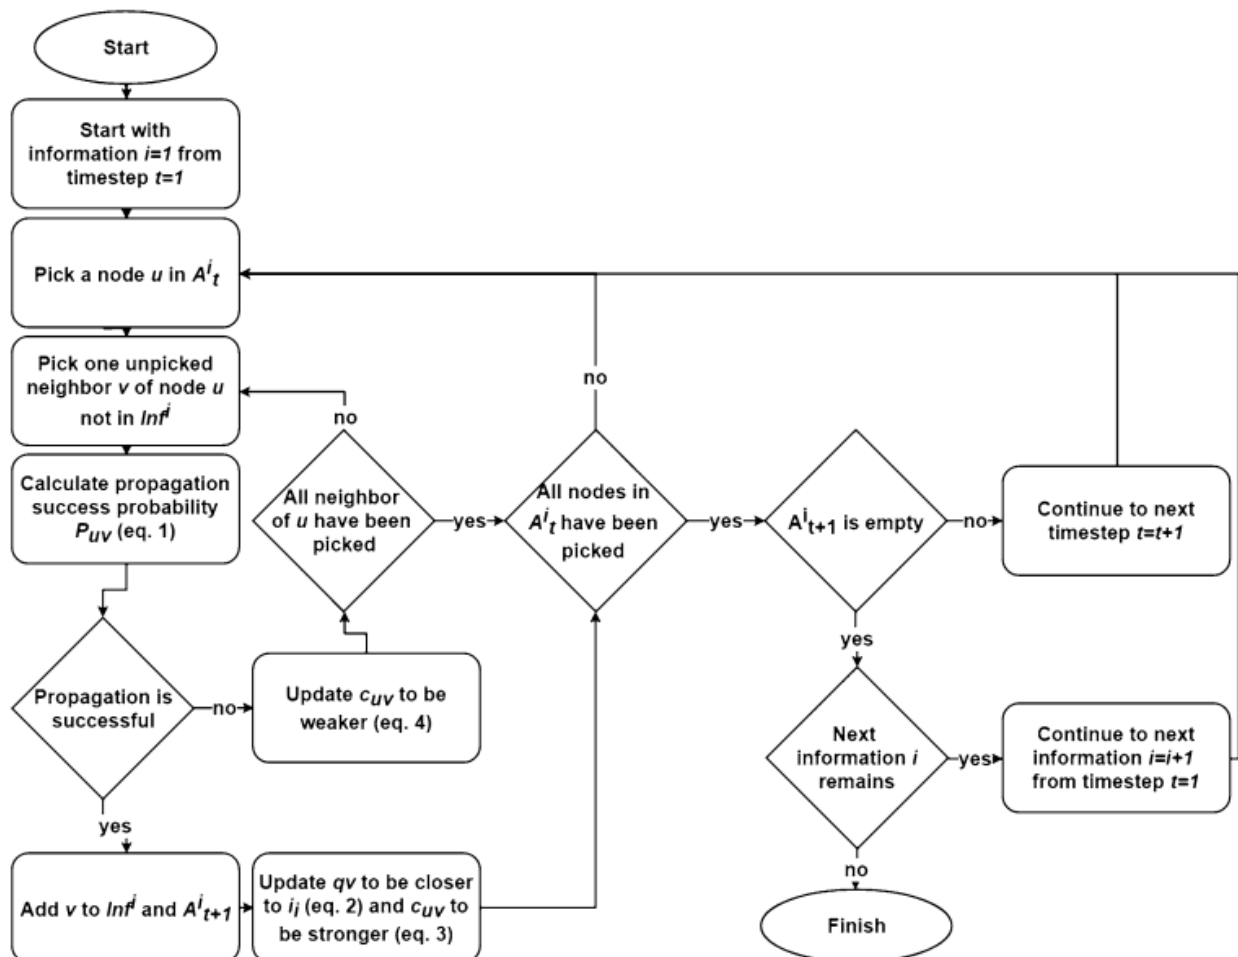 Start
Start with
information i=1 from
timestep t=1
Pick a node u in Aⁱₜ
Pick one unpicked
neighbor v of node u
not in Infⁱ
Calculate propagation
success probability
Pᵤᵥ (eq. 1)
Propagation is
successful
no
Update cᵤᵥ to be
weaker (eq. 4)
yes
Add v to Infⁱ and Aⁱₜ₊₁
Update qv to be closer
to iᵢ (eq. 2) and cᵤᵥ to
be stronger (eq. 3)
All neighbor
of u have been
picked
no
yes
All nodes in
Aⁱₜ have been
picked
no
yes
Aⁱₜ₊₁ is empty
no
Continue to next
timestep t=t+1
yes
Next
information i
remains
yes
Continue to next
information i=i+1
from timestep t=1
no
Finish